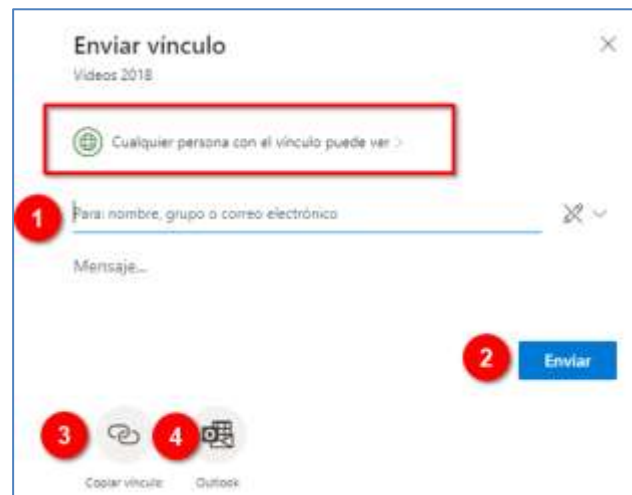 Enviar vínculo
Videos 2018
Cualquier persona con el vínculo puede ver >
1
Para: nombre, grupo o correo electrónico
Mensaje...
2
Enviar
3
4
Copiar vínculo
Outlook